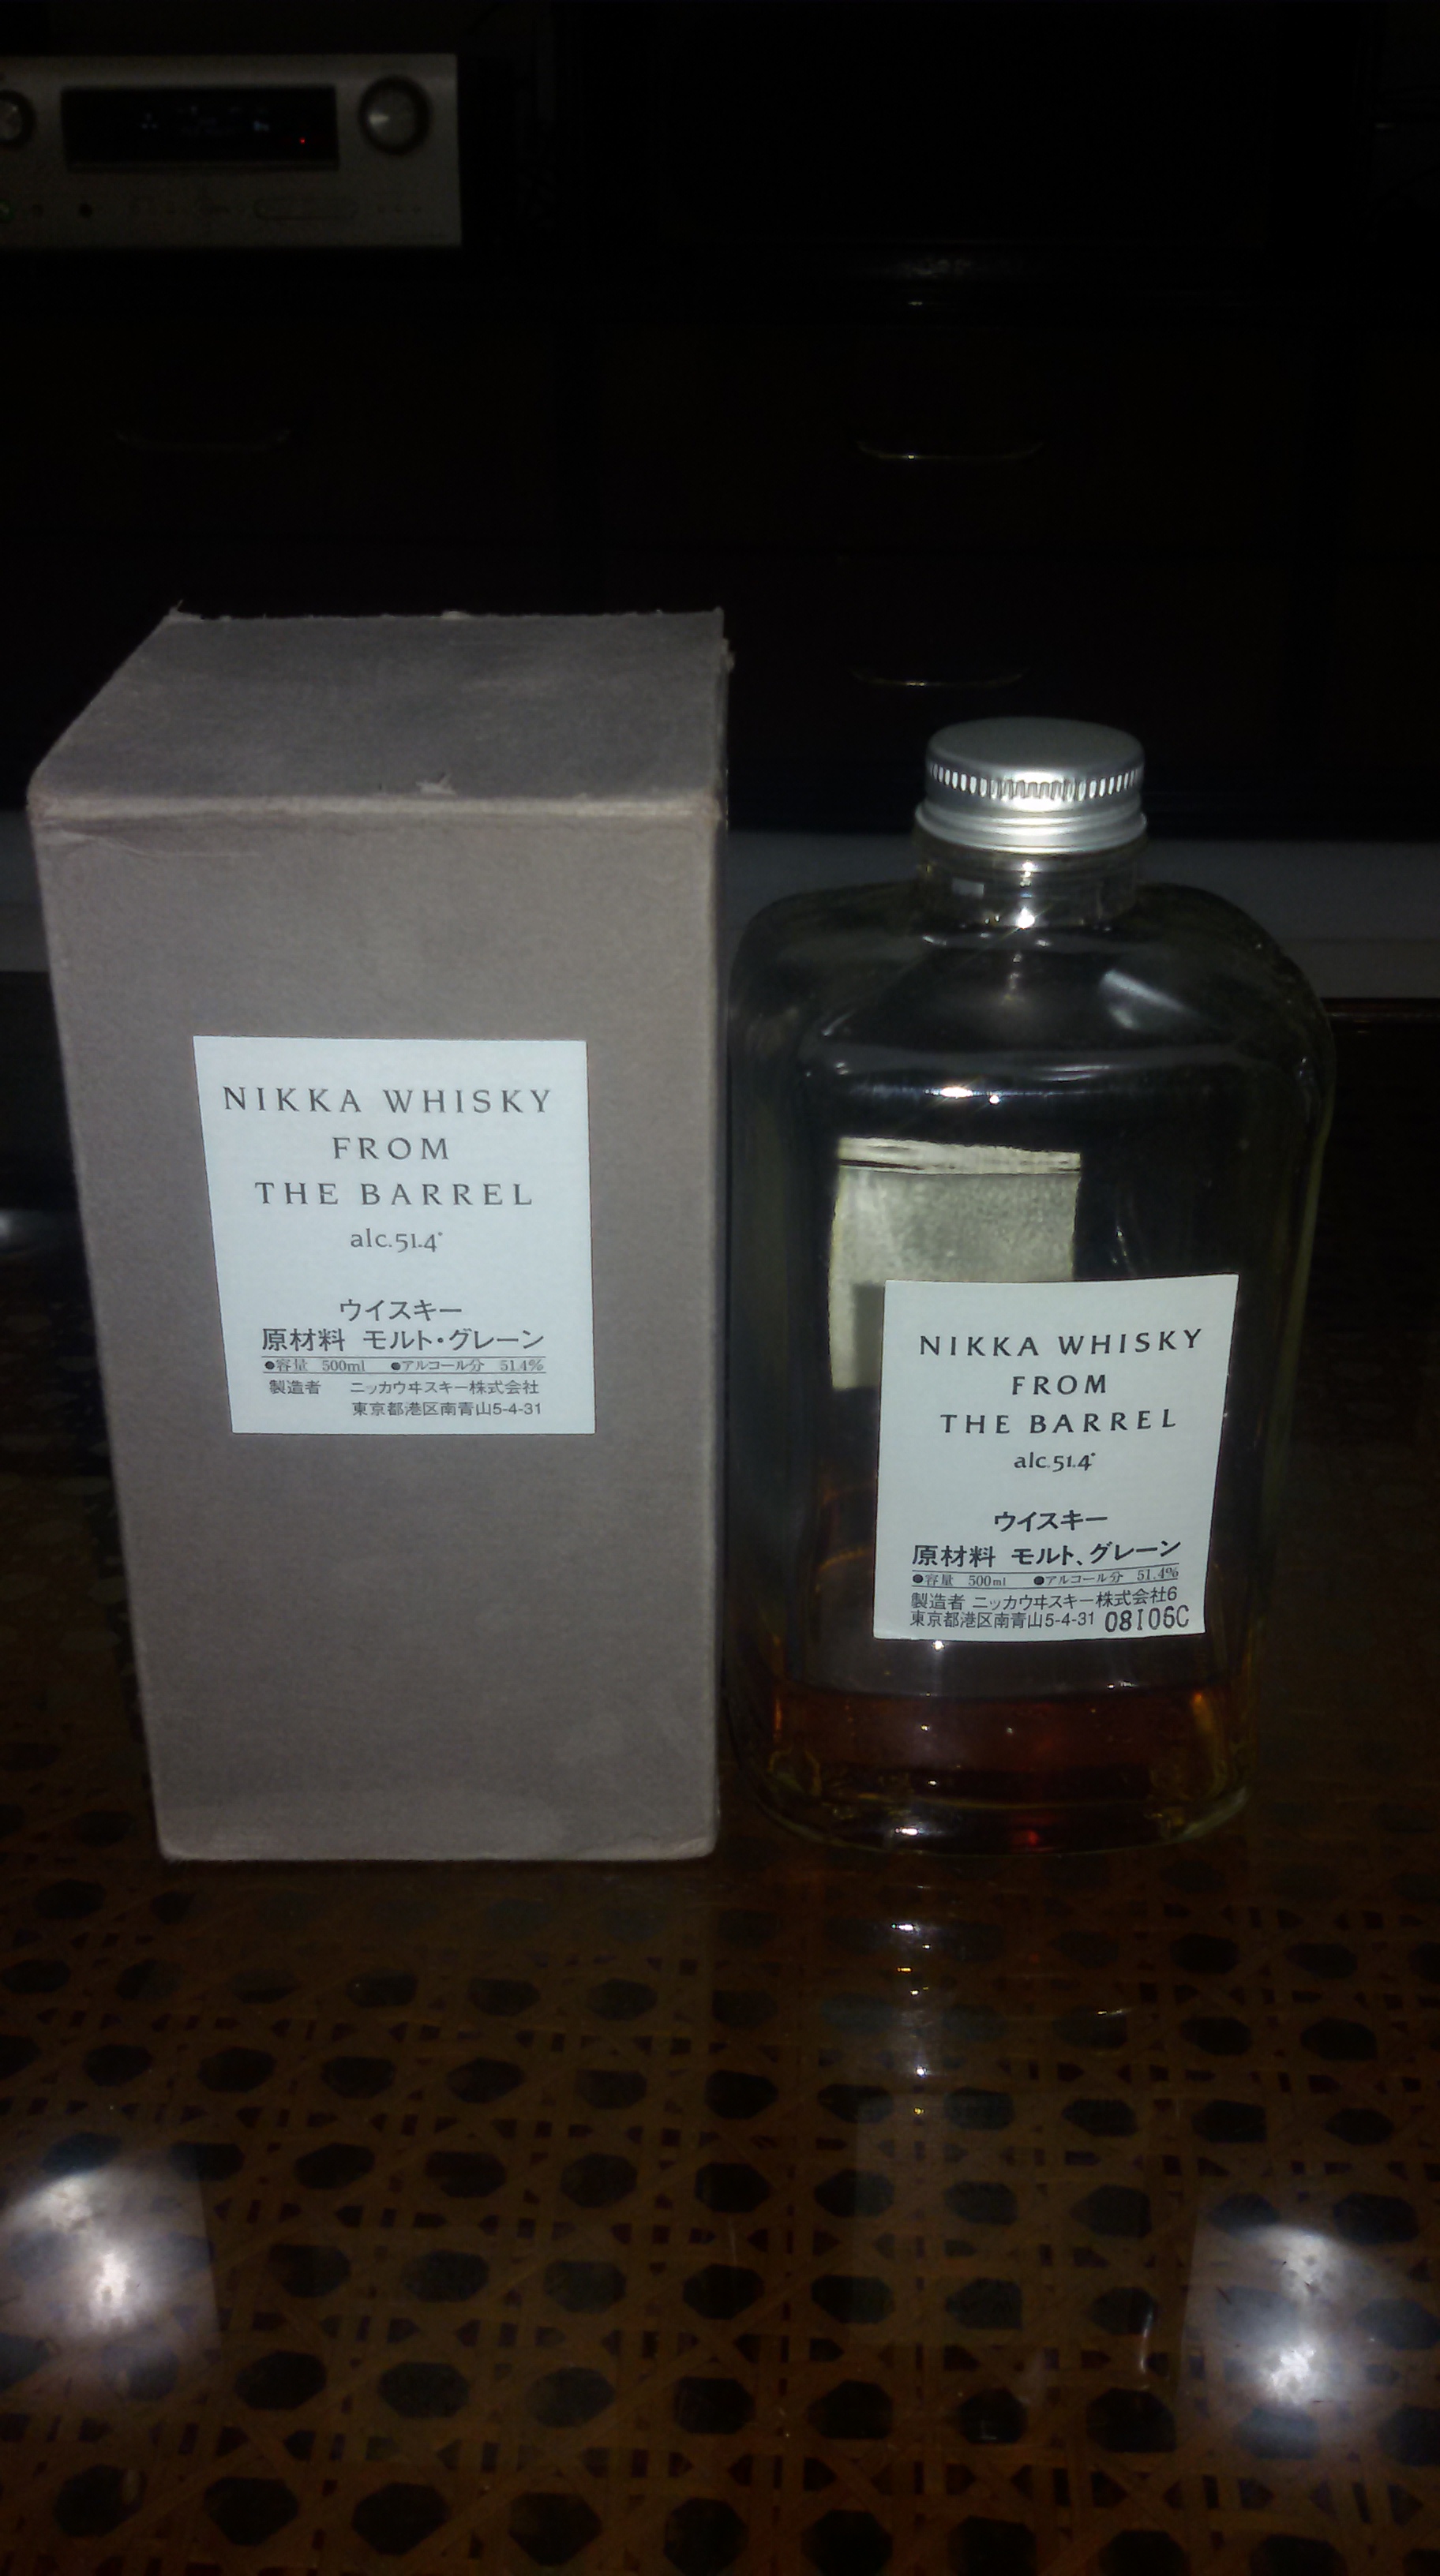 NIKKA WHISKY
FROM
THE BARREL
alc.51.4°
ウイスキー
原材料 モルト・グレーン
●容量 500ml ●アルコール分 51.4%
製造者 ニッカウヰスキー株式会社
東京都港区南青山5-4-31
NIKKA WHISKY
FROM
THE BARREL
alc.51.4°
ウイスキー
原材料 モルト、グレーン
●容量 500ml ●アルコール分 51.4%
製造者 ニッカウヰスキー株式会社6
東京都港区南青山5-4-31 08I06C